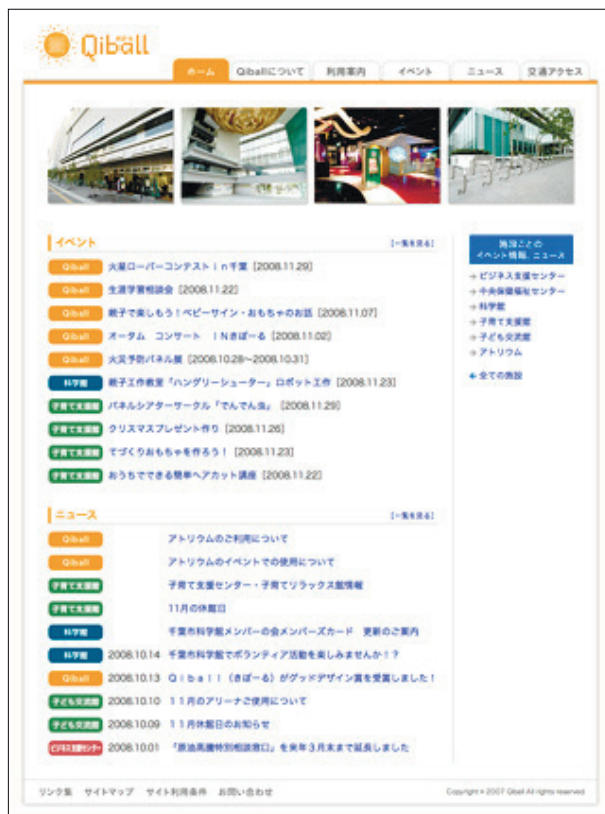 Qiball
ホーム
Qiballについて
利用案内
イベント
ニュース
交通アクセス
イベント
[一覧を見る]
Qiball 火星ローバーコンテストin千葉 [2008.11.29]
Qiball 生涯学習相談会 [2008.11.22]
Qiball 親子で楽しもう！ベビーサイン・おもちゃのお話 [2008.11.07]
Qiball オータム コンサート INきぼーる [2008.11.02]
Qiball 火災予防パネル展 [2008.10.28～2008.10.31]
科学館 親子工作教室「ハングリーシューター」ロボット工作 [2008.11.23]
子育て支援館 パネルシアターサークル「でんでん虫」 [2008.11.29]
子育て支援館 クリスマスプレゼント作り [2008.11.26]
子育て支援館 てづくりおもちゃを作ろう！ [2008.11.23]
子育て支援館 おうちでできる簡単ヘアカット講座 [2008.11.22]
施設ごとの
イベント情報、ニュース
ビジネス支援センター
中央保健福祉センター
科学館
子育て支援館
子ども交流館
アトリウム
全ての施設
ニュース
[一覧を見る]
Qiball アトリウムのご利用について
Qiball アトリウムのイベントでの使用について
子育て支援館 子育て支援センター・子育てリラックス館情報
子育て支援館 11月の休館日
科学館 千葉市科学館メンバーの会メンバーズカード 更新のご案内
科学館 2008.10.14 千葉市科学館でボランティア活動を楽しみませんか！？
Qiball 2008.10.13 Qiball（きぼーる）がグッドデザイン賞を受賞しました！
子ども交流館 2008.10.10 １１月のアリーナご使用について
子ども交流館 2008.10.09 １１月休館日のお知らせ
ビジネス支援センター 2008.10.01 「原油高騰特別相談窓口」を来年３月末まで延長しました
リンク集 サイトマップ サイト利用条件 お問い合わせ
Copyright © 2007 Qiball All rights reserved